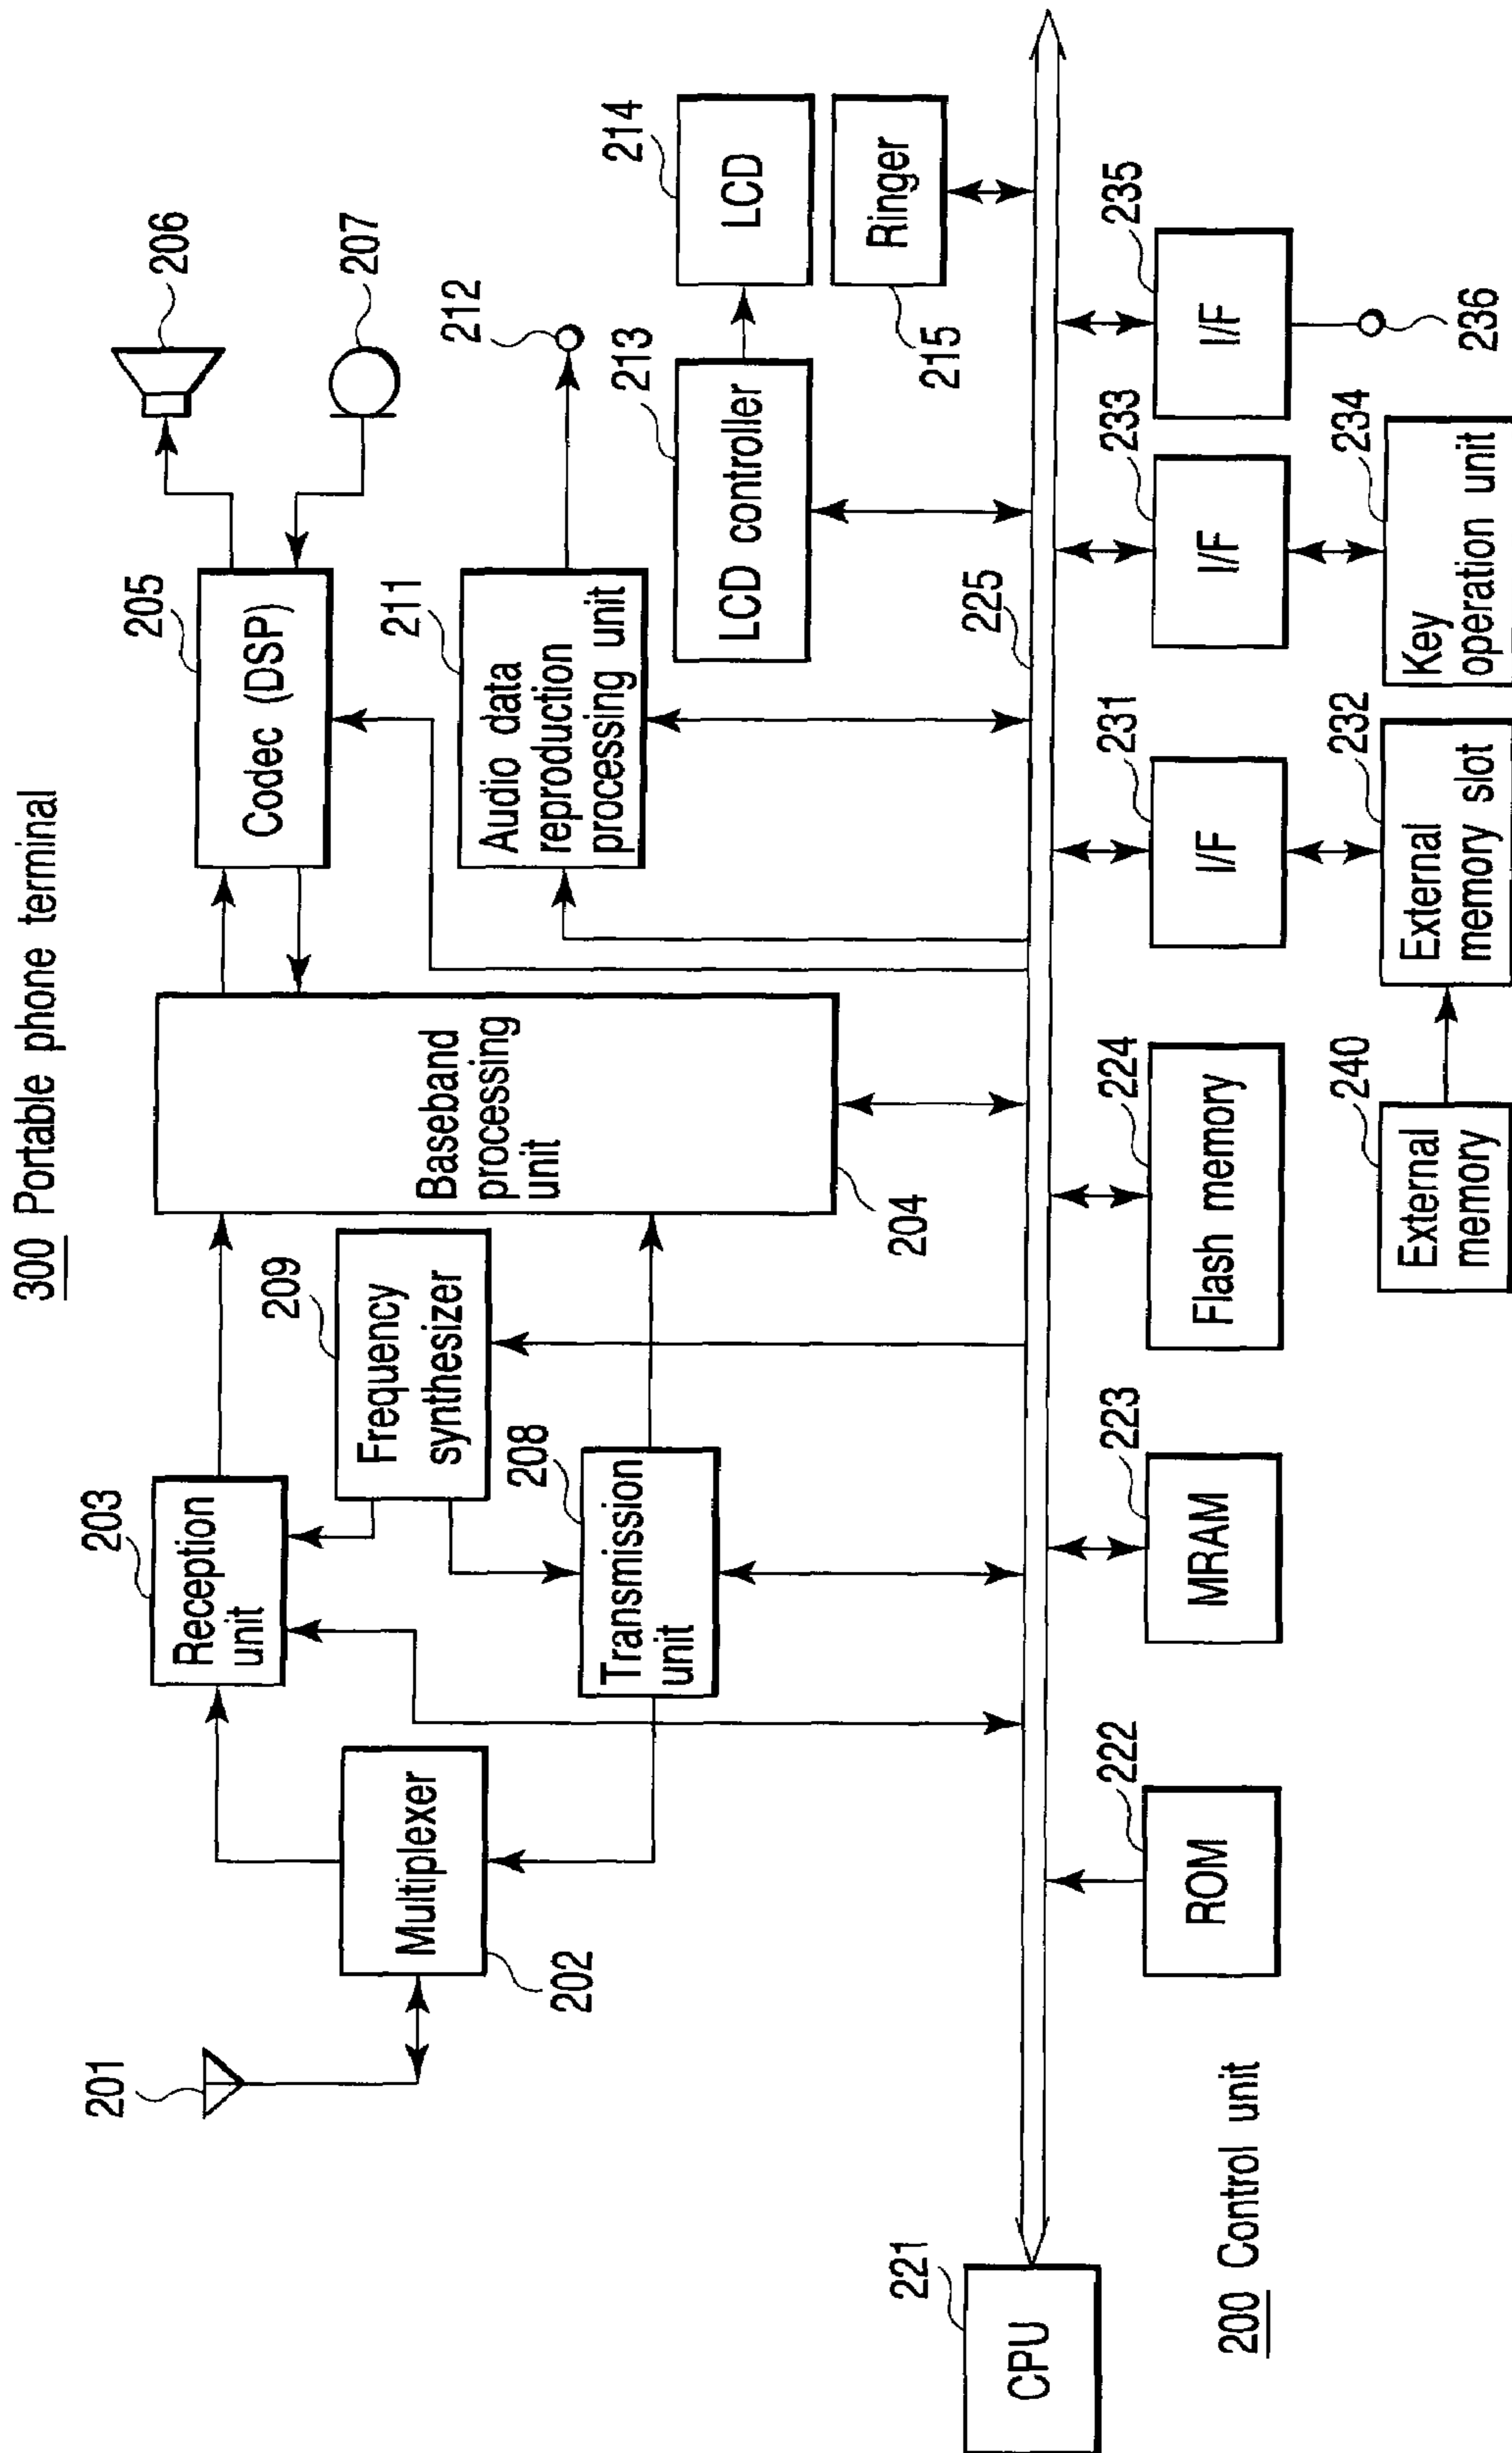 300 Portable phone terminal
201
Multiplexer
202
203
Reception
unit
209
Frequency
synthesizer
208
Transmission
unit
Baseband
processing
unit
204
205
Codec (DSP)
206
207
211
Audio data
reproduction
processing unit
212
213
LCD controller
214
LCD
Ringer
215
221
CPU
225
200 Control unit
222
ROM
223
MRAM
224
Flash memory
231
I/F
233
I/F
235
I/F
236
240
External
memory
232
External
memory slot
234
Key
operation unit